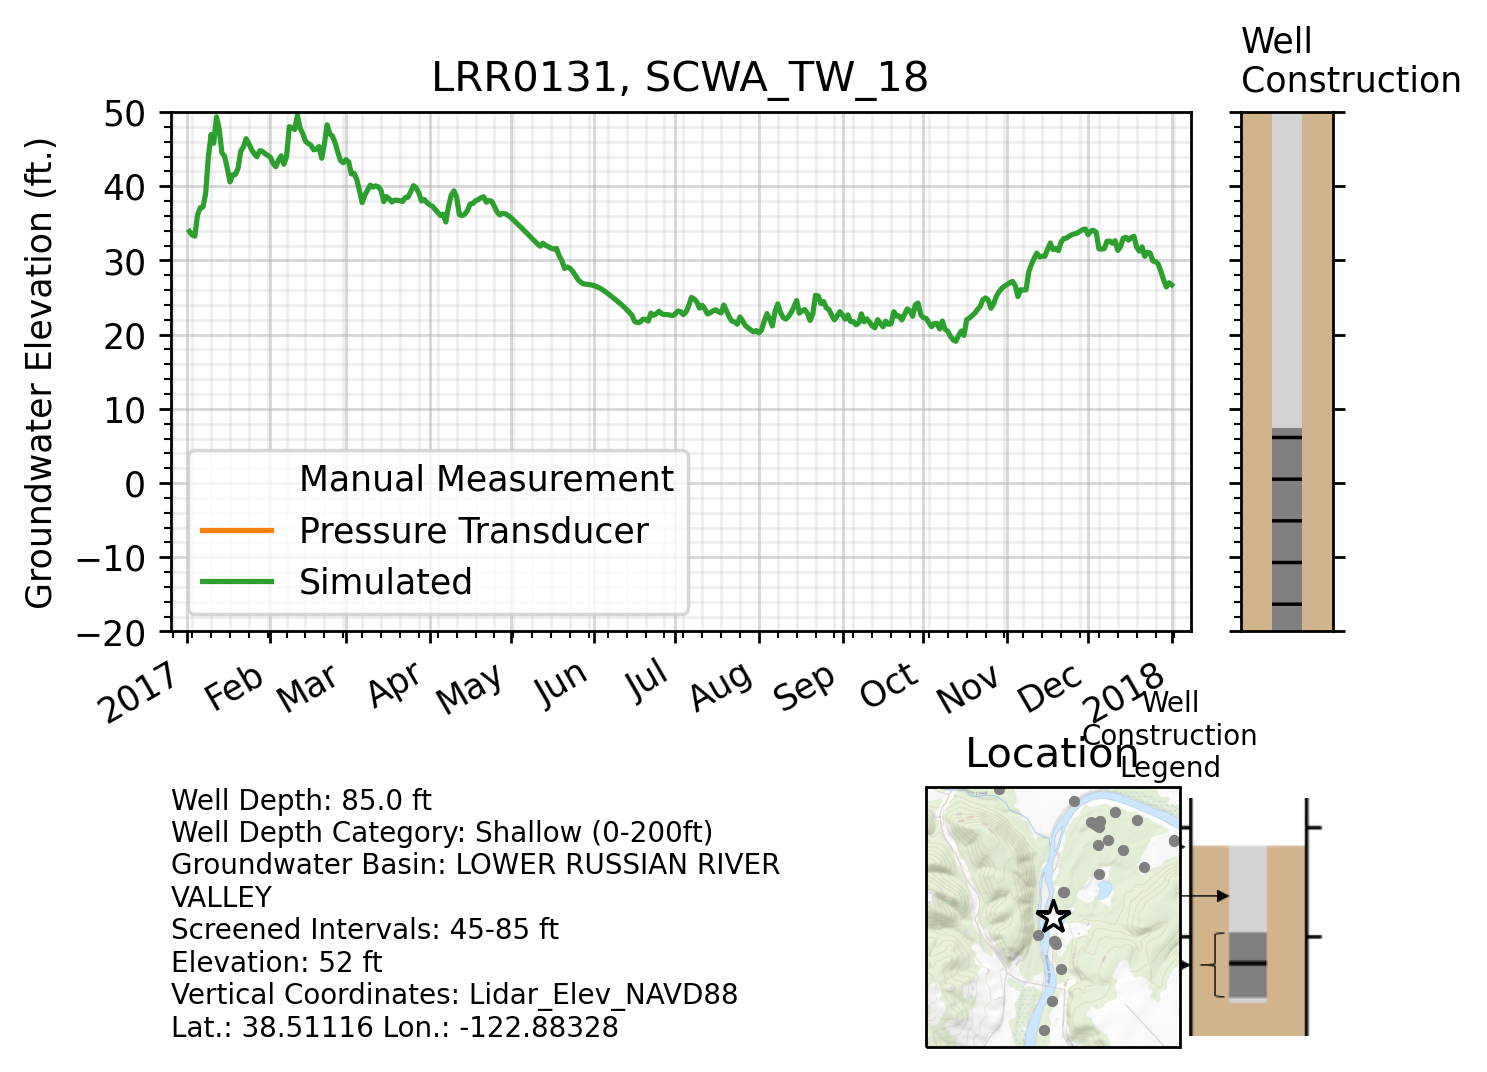 Well
Construction
LRR0131, SCWA_TW_18
Groundwater Elevation (ft.)
50
40
30
20
10
0
−10
−20
Manual Measurement
Pressure Transducer
Simulated
2017 Feb Mar Apr May Jun Jul Aug Sep Oct Nov Dec 2018
Well
Construction
Legend
Location
Well Depth: 85.0 ft
Well Depth Category: Shallow (0-200ft)
Groundwater Basin: LOWER RUSSIAN RIVER
VALLEY
Screened Intervals: 45-85 ft
Elevation: 52 ft
Vertical Coordinates: Lidar_Elev_NAVD88
Lat.: 38.51116 Lon.: -122.88328